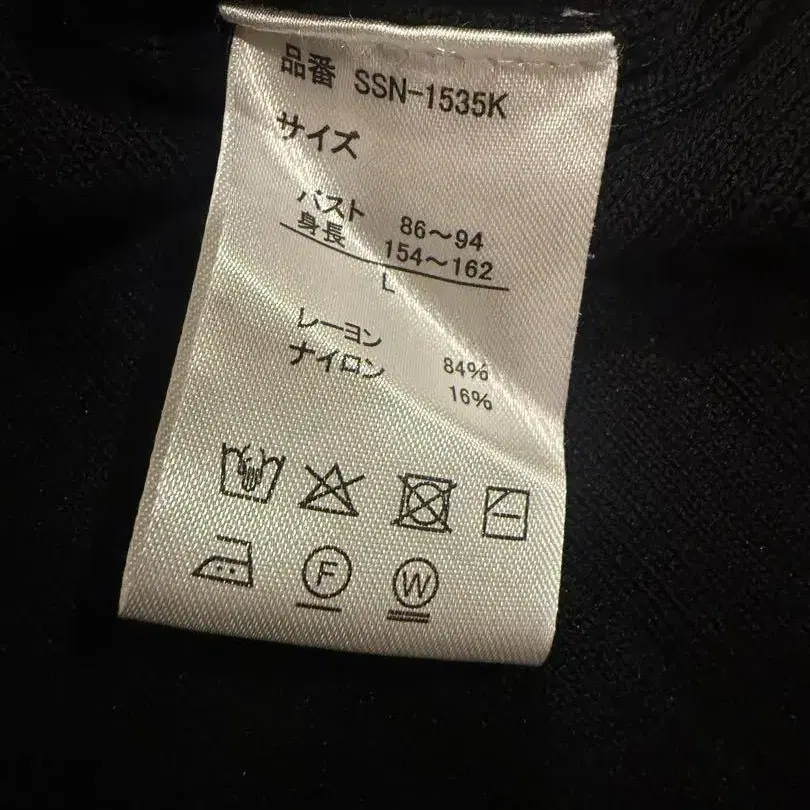 品番 SSN-1535K
サイズ
バスト 86～94
身長 154～162
L
レーヨン 84%
ナイロン 16%
F
W